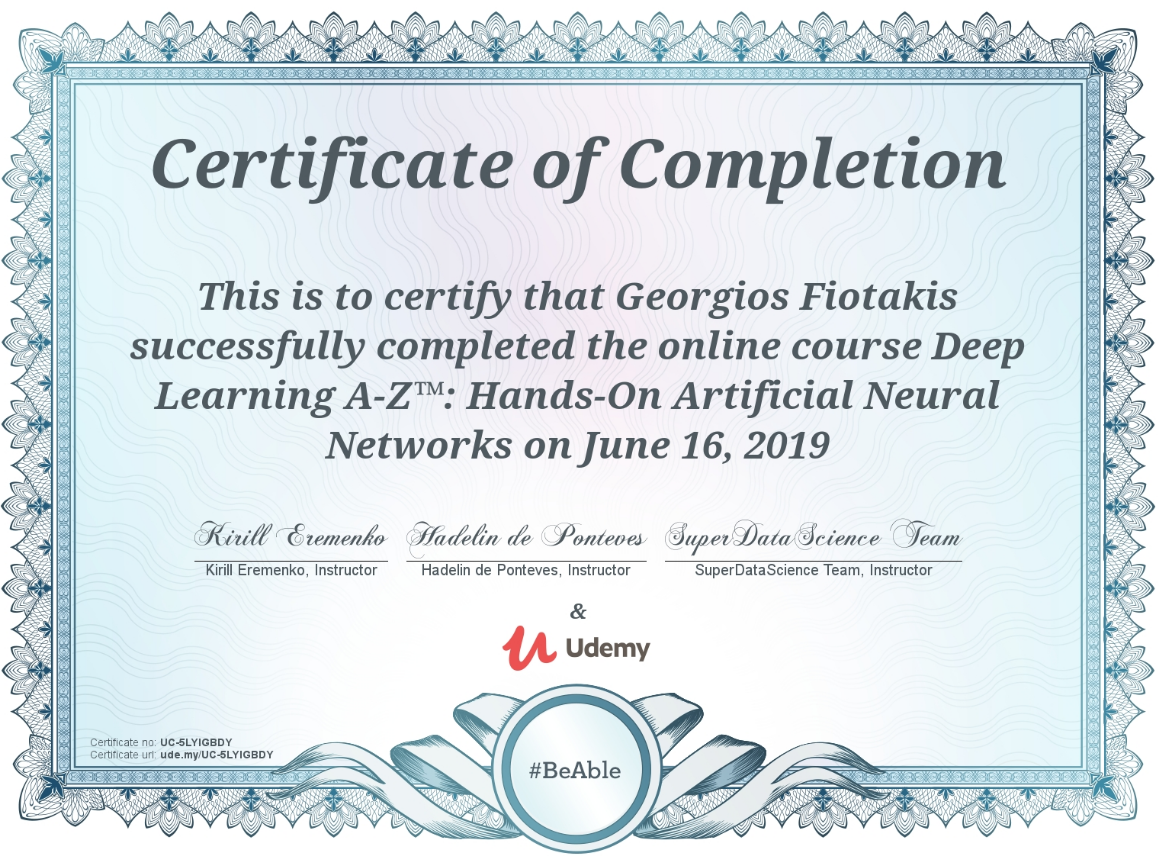 Certificate of Completion
This is to certify that Georgios Fiotakis
successfully completed the online course Deep
Learning A-Z™: Hands-On Artificial Neural
Networks on June 16, 2019
Kirill Eremenko Hadelin de Ponteves SuperDataScience Team
Kirill Eremenko, Instructor Hadelin de Ponteves, Instructor SuperDataScience Team, Instructor
&
Udemy
Certificate no: UC-5LYIGBDY
Certificate url: ude.my/UC-5LYIGBDY
#BeAble